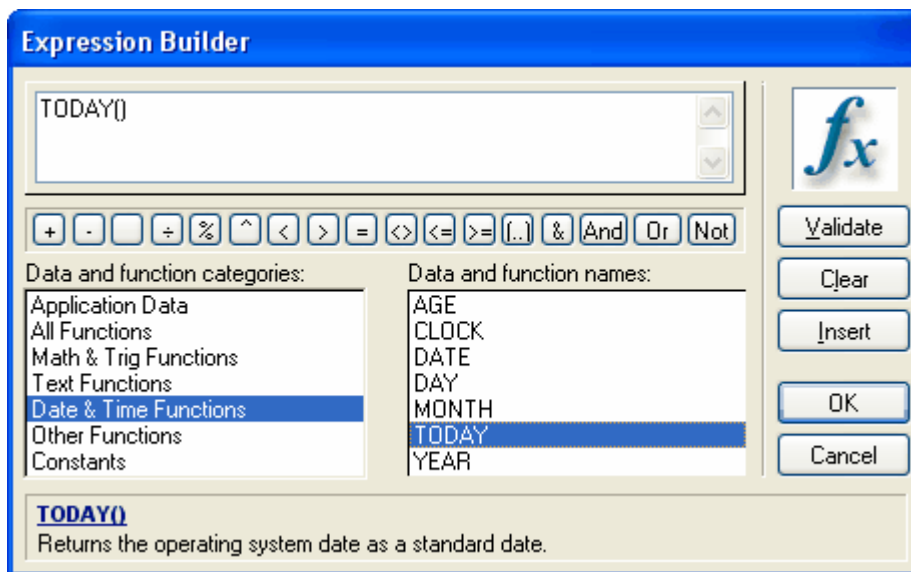 Expression Builder
TODAY()
fx
+ - ÷ % ^ < > = <> <= >= (..) & And Or Not
Validate
Clear
Insert
OK
Cancel
Data and function categories:
Application Data
All Functions
Math & Trig Functions
Text Functions
Date & Time Functions
Other Functions
Constants
Data and function names:
AGE
CLOCK
DATE
DAY
MONTH
TODAY
YEAR
TODAY()
Returns the operating system date as a standard date.